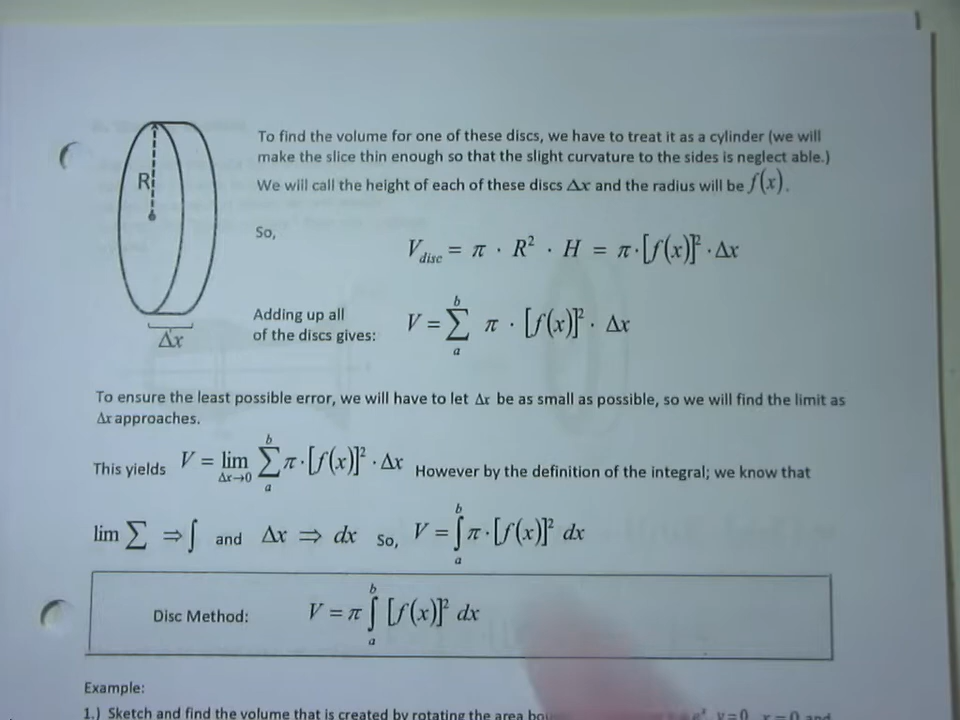 R
Δx
To find the volume for one of these discs, we have to treat it as a cylinder (we will
make the slice thin enough so that the slight curvature to the sides is neglect able.)
We will call the height of each of these discs Δx and the radius will be f(x).
So,
V_disc = π · R² · H = π·[f(x)]² · Δx
Adding up all
of the discs gives:
V = ∑_a^b π · [f(x)]² · Δx
To ensure the least possible error, we will have to let Δx be as small as possible, so we will find the limit as
Δx approaches.
This yields V = lim_{Δx→0} ∑_a^b π·[f(x)]² · Δx However by the definition of the integral; we know that
lim ∑ ⇒ ∫ and Δx ⇒ dx So, V = ∫_a^b π·[f(x)]² dx
Disc Method: V = π ∫_a^b [f(x)]² dx
Example:
1.) Sketch and find the volume that is created by rotating the area y=0, x=0 and